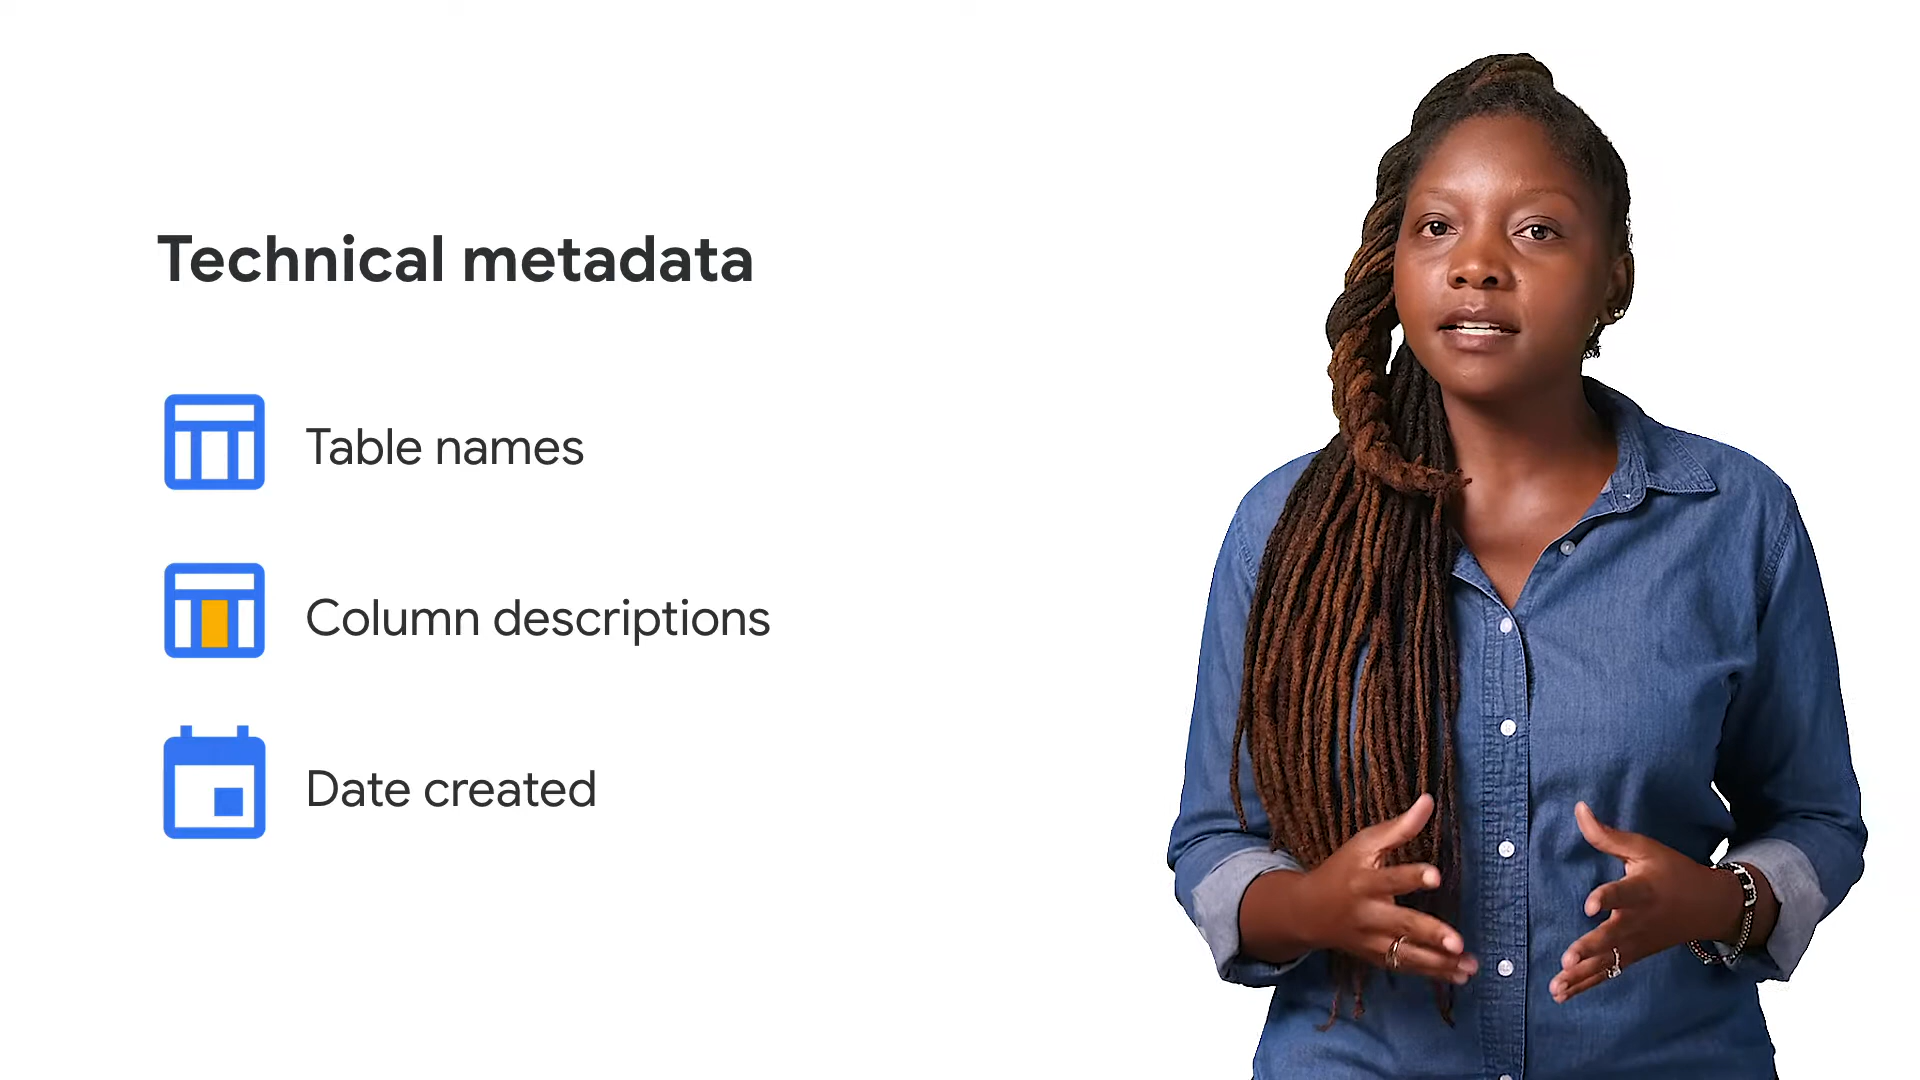 Technical metadata
Table names
Column descriptions
Date created